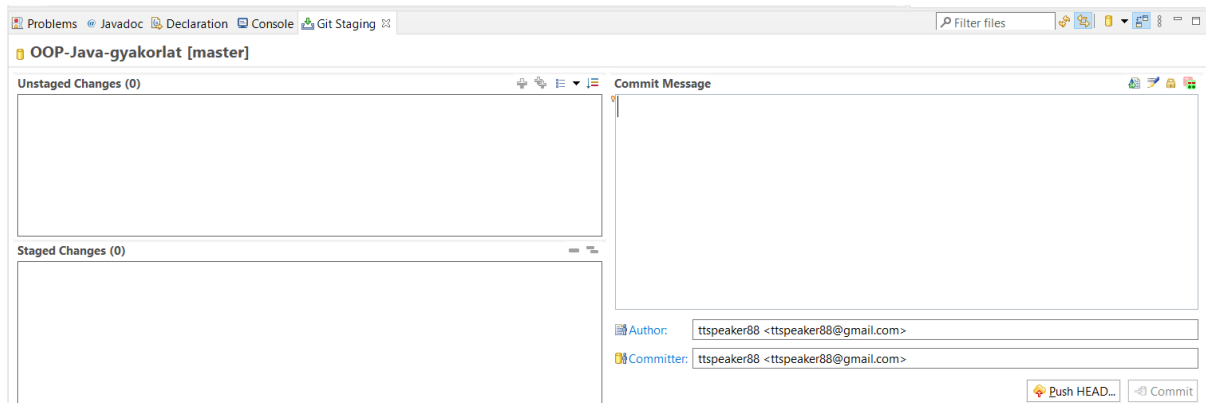 Problems @ Javadoc Declaration Console Git Staging
Filter files
OOP-Java-gyakorlat [master]
Unstaged Changes (0)
Commit Message
Staged Changes (0)
Author: ttspeaker88 <ttspeaker88@gmail.com>
Committer: ttspeaker88 <ttspeaker88@gmail.com>
Push HEAD... Commit